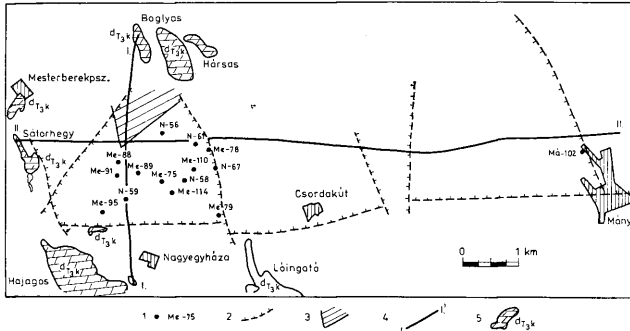 Boglyas
dT₃k
I.
dT₃k
Hársas
Mesterberekpsz.
dT₃k
II
Sátorhegy
dT₃k
N-56
N-61
Me-78
Me-88
Me-89
Me-110
N-67
Me-91
Me-75
N-58
Me-114
N-59
Me-95
Me-79
dT₃k
Csordakút
II
Má-102
Mány
Nagyegyháza
Hajagos
dT₃k
I.
Lóingató
dT₃k
0 1 km
1 Me-75 2 3 4 I. I.' 5 dT₃k